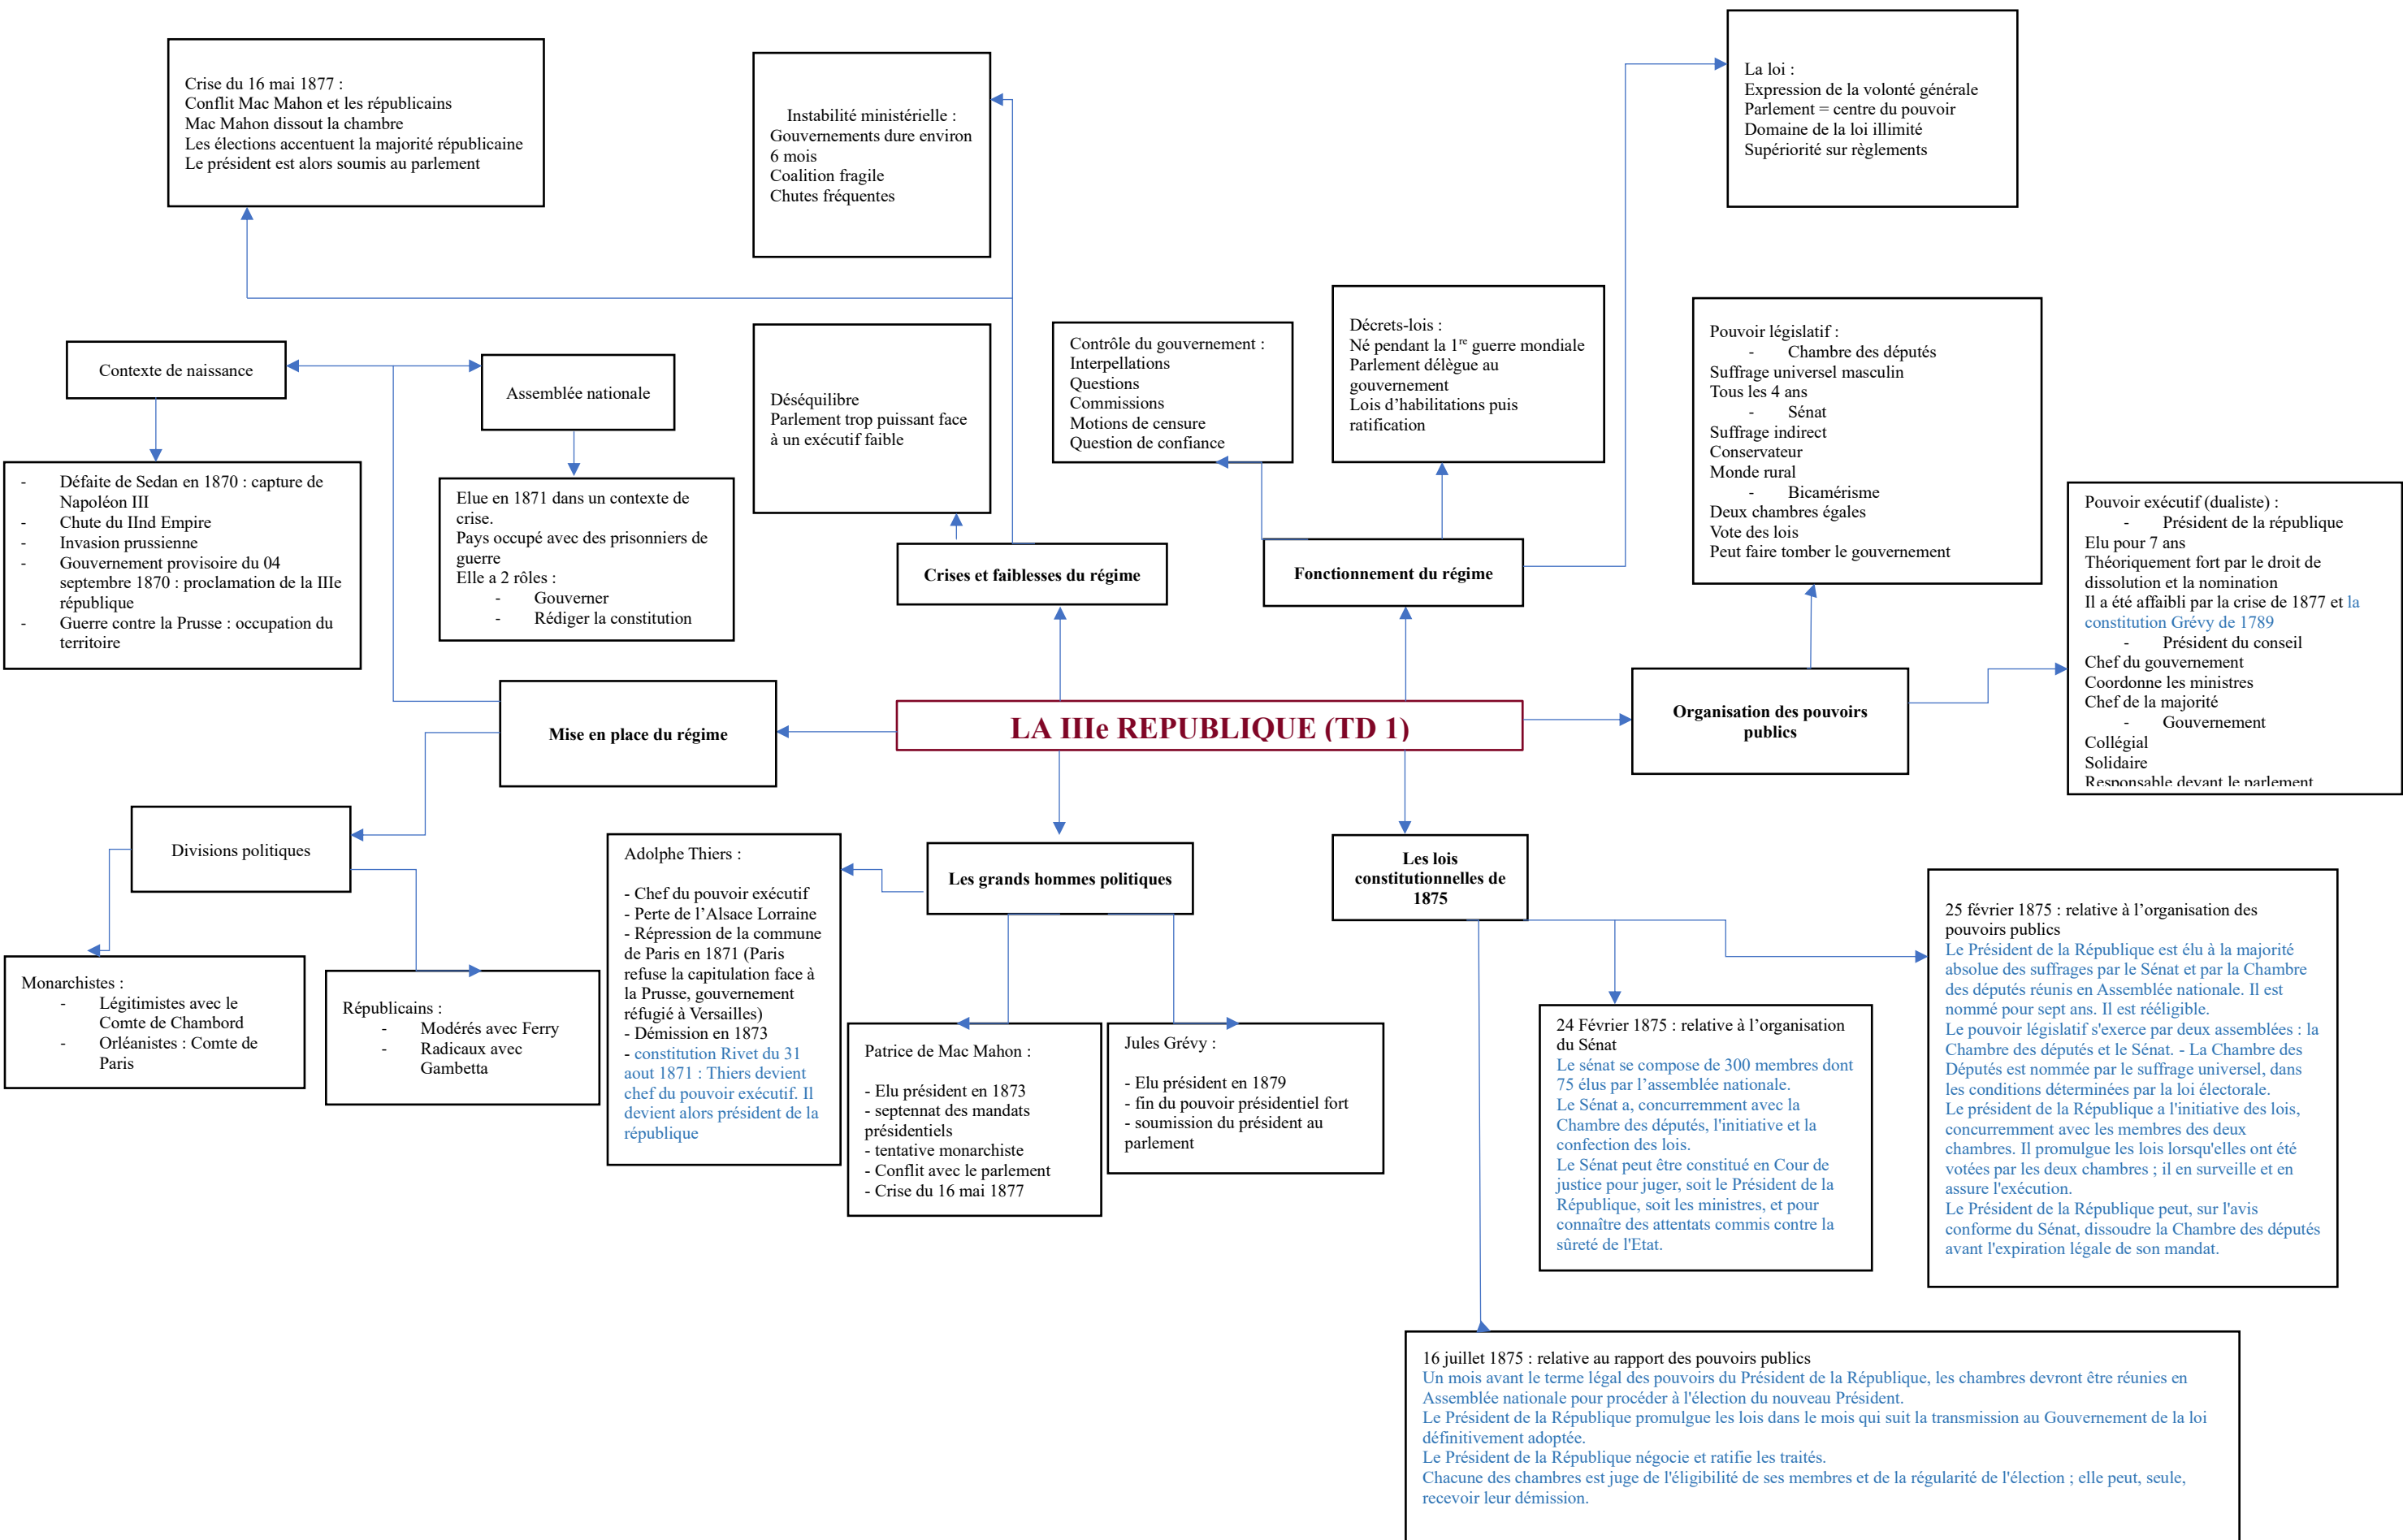 Crise du 16 mai 1877 :
Conflit Mac Mahon et les républicains
Mac Mahon dissout la chambre
Les élections accentuent la majorité républicaine
Le président est alors soumis au parlement
Instabilité ministérielle :
Gouvernements dure environ
6 mois
Coalition fragile
Chutes fréquentes
La loi :
Expression de la volonté générale
Parlement = centre du pouvoir
Domaine de la loi illimité
Supériorité sur règlements
Contexte de naissance
Assemblée nationale
Déséquilibre
Parlement trop puissant face
à un exécutif faible
Contrôle du gouvernement :
Interpellations
Questions
Commissions
Motions de censure
Question de confiance
Décrets-lois :
Né pendant la 1re guerre mondiale
Parlement délègue au
gouvernement
Lois d’habilitations puis
ratification
Pouvoir législatif :
- Chambre des députés
Suffrage universel masculin
Tous les 4 ans
- Sénat
Suffrage indirect
Conservateur
Monde rural
- Bicamérisme
Deux chambres égales
Vote des lois
Peut faire tomber le gouvernement
- Défaite de Sedan en 1870 : capture de
Napoléon III
- Chute du IInd Empire
- Invasion prussienne
- Gouvernement provisoire du 04
septembre 1870 : proclamation de la IIIe
république
- Guerre contre la Prusse : occupation du
territoire
Elue en 1871 dans un contexte de
crise.
Pays occupé avec des prisonniers de
guerre
Elle a 2 rôles :
- Gouverner
- Rédiger la constitution
Crises et faiblesses du régime
Fonctionnement du régime
Pouvoir exécutif (dualiste) :
- Président de la république
Elu pour 7 ans
Théoriquement fort par le droit de
dissolution et la nomination
Il a été affaibli par la crise de 1877 et la
constitution Grévy de 1789
- Président du conseil
Chef du gouvernement
Coordonne les ministres
Chef de la majorité
- Gouvernement
Collégial
Solidaire
Responsable devant le parlement
Mise en place du régime
LA IIIe REPUBLIQUE (TD 1)
Organisation des pouvoirs
publics
Divisions politiques
Adolphe Thiers :
- Chef du pouvoir exécutif
- Perte de l’Alsace Lorraine
- Répression de la commune
de Paris en 1871 (Paris
refuse la capitulation face à
la Prusse, gouvernement
réfugié à Versailles)
- Démission en 1873
- constitution Rivet du 31
aout 1871 : Thiers devient
chef du pouvoir exécutif. Il
devient alors président de la
république
Les grands hommes politiques
Les lois
constitutionnelles de
1875
Monarchistes :
- Légitimistes avec le
Comte de Chambord
- Orléanistes : Comte de
Paris
Républicains :
- Modérés avec Ferry
- Radicaux avec
Gambetta
Patrice de Mac Mahon :
- Elu président en 1873
- septennat des mandats
présidentiels
- tentative monarchiste
- Conflit avec le parlement
- Crise du 16 mai 1877
Jules Grévy :
- Elu président en 1879
- fin du pouvoir présidentiel fort
- soumission du président au
parlement
24 Février 1875 : relative à l’organisation
du Sénat
Le sénat se compose de 300 membres dont
75 élus par l’assemblée nationale.
Le Sénat a, concurremment avec la
Chambre des députés, l'initiative et la
confection des lois.
Le Sénat peut être constitué en Cour de
justice pour juger, soit le Président de la
République, soit les ministres, et pour
connaître des attentats commis contre la
sûreté de l'Etat.
25 février 1875 : relative à l’organisation des
pouvoirs publics
Le Président de la République est élu à la majorité
absolue des suffrages par le Sénat et par la Chambre
des députés réunis en Assemblée nationale. Il est
nommé pour sept ans. Il est rééligible.
Le pouvoir législatif s'exerce par deux assemblées : la
Chambre des députés et le Sénat. - La Chambre des
Députés est nommée par le suffrage universel, dans
les conditions déterminées par la loi électorale.
Le président de la République a l'initiative des lois,
concurremment avec les membres des deux
chambres. Il promulgue les lois lorsqu'elles ont été
votées par les deux chambres ; il en surveille et en
assure l'exécution.
Le Président de la République peut, sur l'avis
conforme du Sénat, dissoudre la Chambre des députés
avant l'expiration légale de son mandat.
16 juillet 1875 : relative au rapport des pouvoirs publics
Un mois avant le terme légal des pouvoirs du Président de la République, les chambres devront être réunies en
Assemblée nationale pour procéder à l'élection du nouveau Président.
Le Président de la République promulgue les lois dans le mois qui suit la transmission au Gouvernement de la loi
définitivement adoptée.
Le Président de la République négocie et ratifie les traités.
Chacune des chambres est juge de l'éligibilité de ses membres et de la régularité de l'élection ; elle peut, seule,
recevoir leur démission.